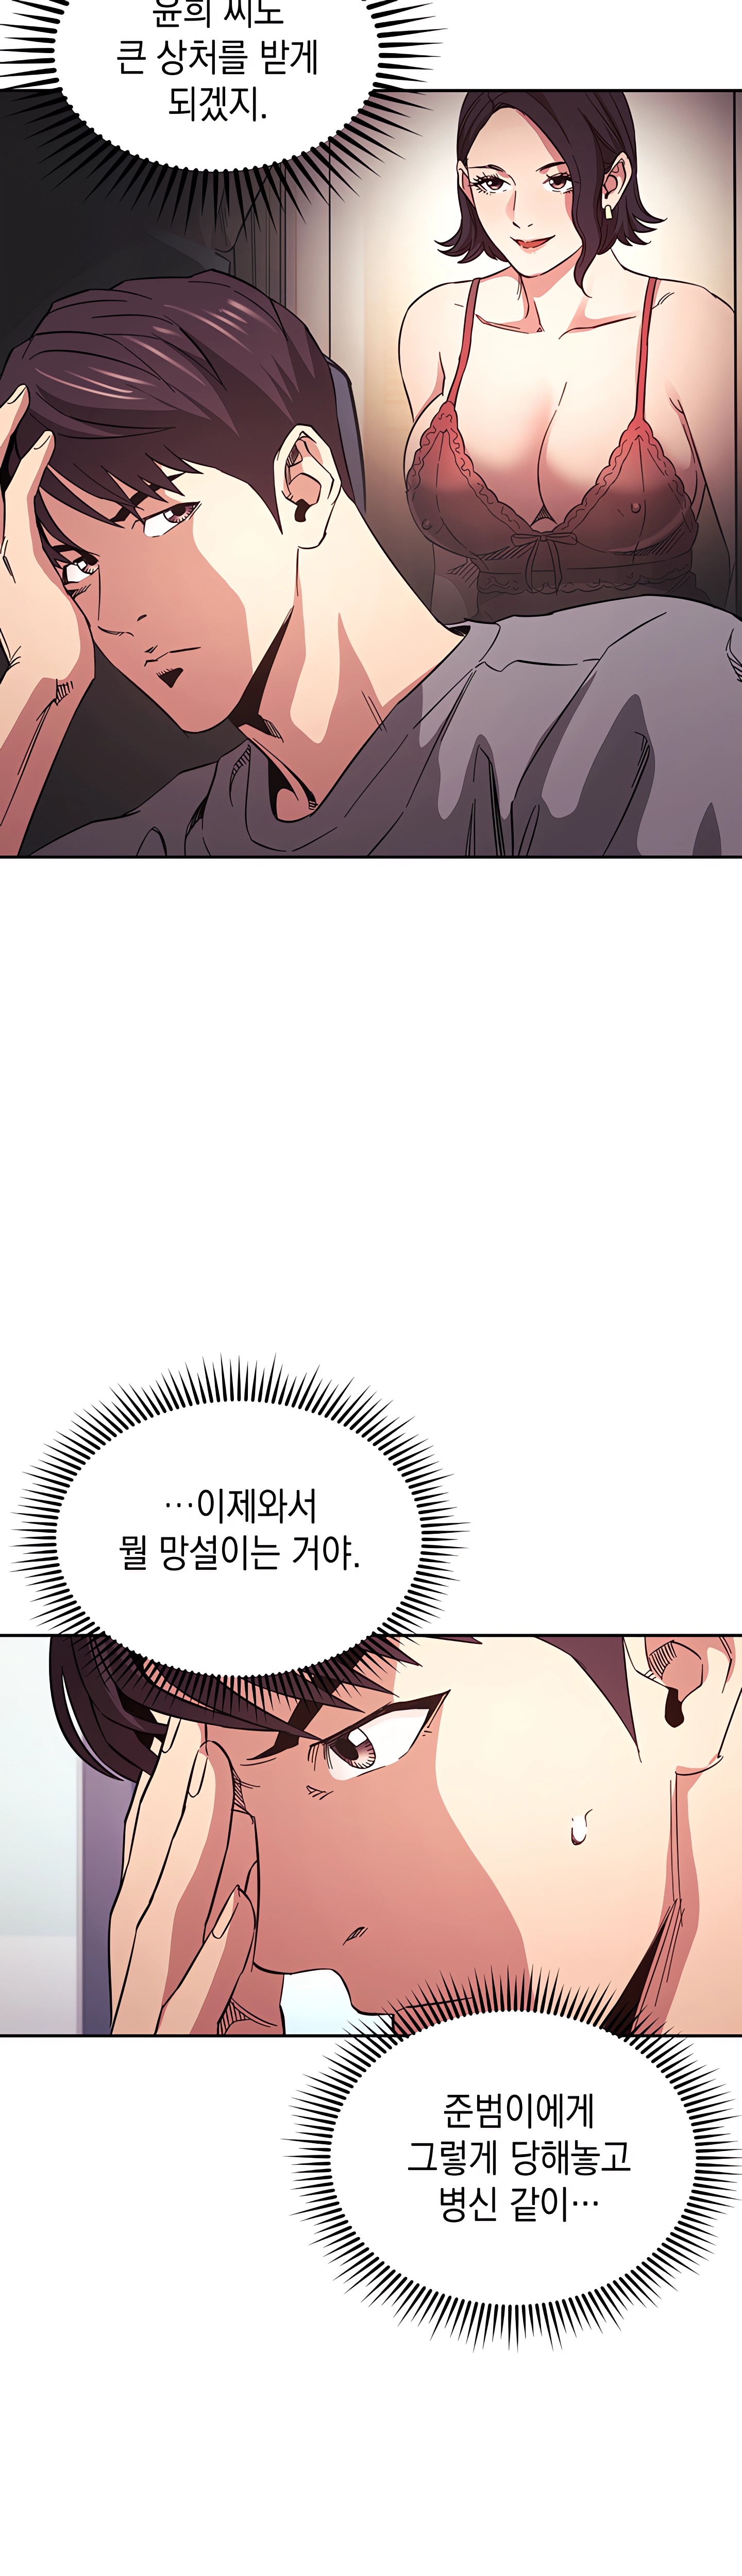 윤희 씨도
큰 상처를 받게
되겠지.
…이제와서
뭘 망설이는 거야.
준범이에게
그렇게 당해놓고
병신 같이…